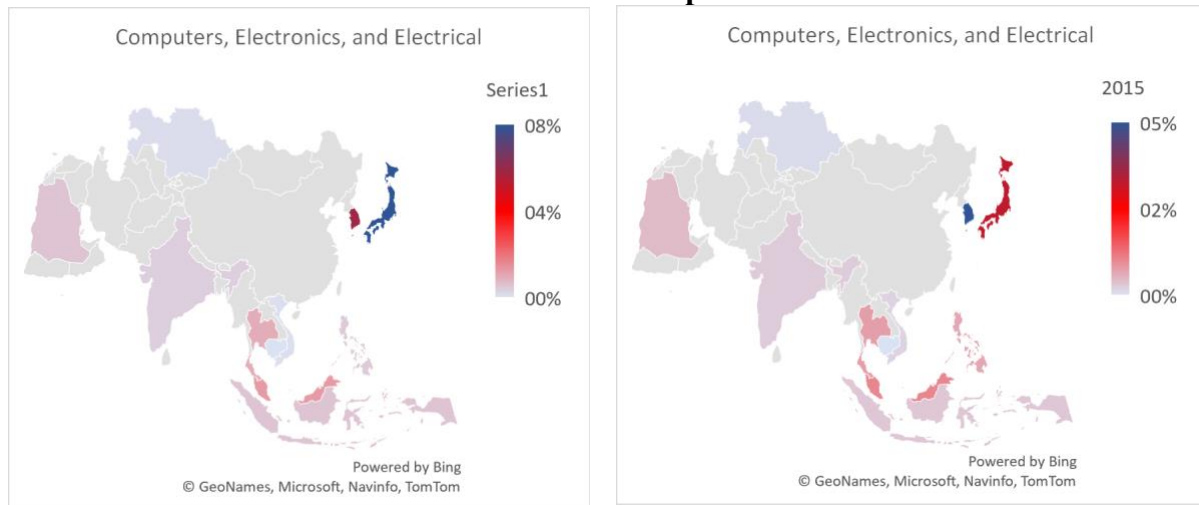 Computers, Electronics, and Electrical
Series1
08%
04%
00%
Powered by Bing
© GeoNames, Microsoft, Navinfo, TomTom
Computers, Electronics, and Electrical
2015
05%
02%
00%
Powered by Bing
© GeoNames, Microsoft, Navinfo, TomTom